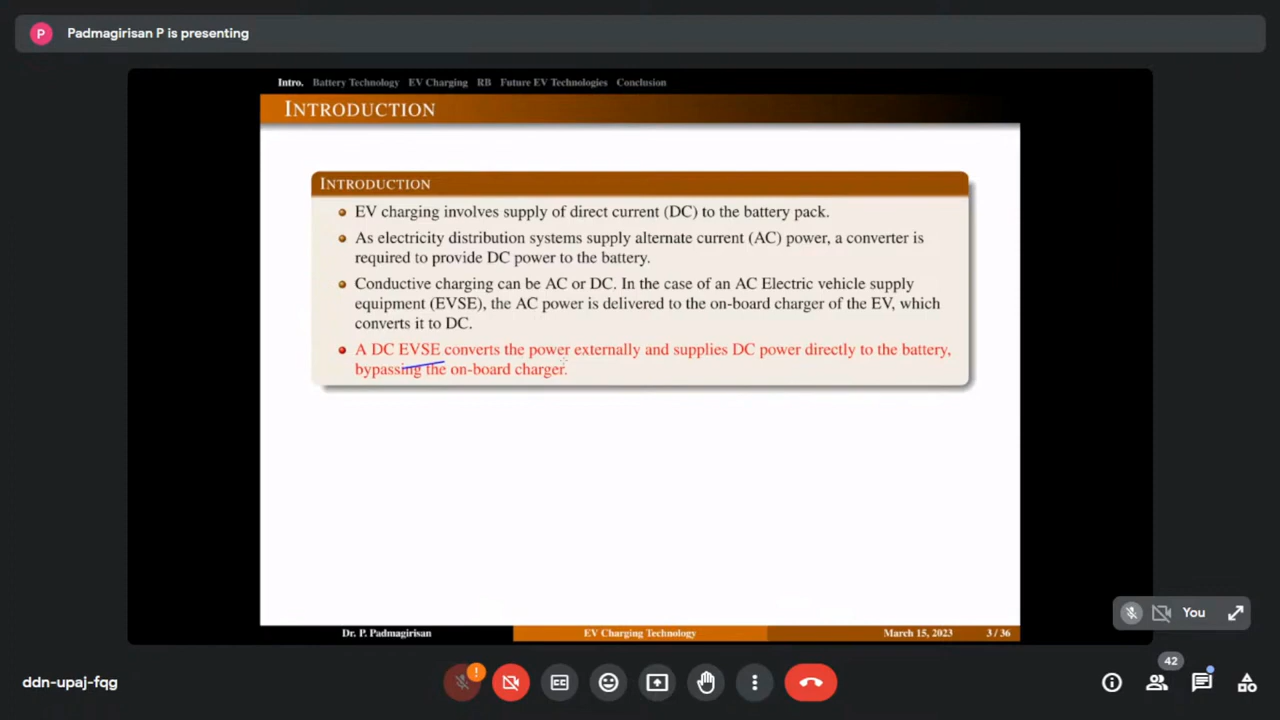 P Padmagirisan P is presenting
Intro. Battery Technology EV Charging RB Future EV Technologies Conclusion
INTRODUCTION
INTRODUCTION
EV charging involves supply of direct current (DC) to the battery pack.
As electricity distribution systems supply alternate current (AC) power, a converter is
required to provide DC power to the battery.
Conductive charging can be AC or DC. In the case of an AC Electric vehicle supply
equipment (EVSE), the AC power is delivered to the on-board charger of the EV, which
converts it to DC.
A DC EVSE converts the power externally and supplies DC power directly to the battery,
bypassing the on-board charger.
You
Dr. P. Padmagirisan EV Charging Technology March 15, 2023 3 / 36
ddn-upaj-fqg ! CC 42